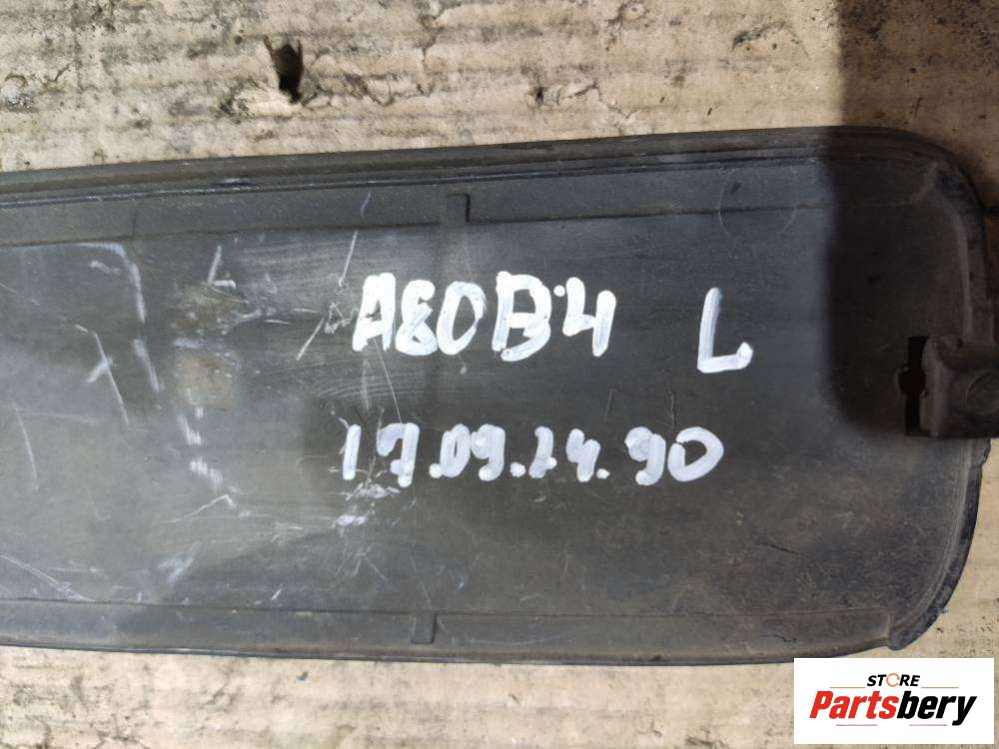 A80B4 L
17.09.24.90
STORE
Partsbery